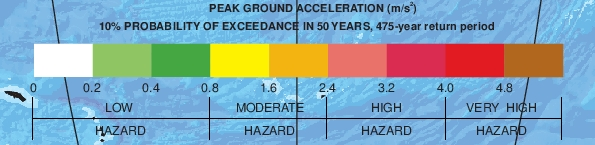 PEAK GROUND ACCELERATION (m/s²)
10% PROBABILITY OF EXCEEDANCE IN 50 YEARS, 475-year return period
0 0.2 0.4 0.8 1.6 2.4 3.2 4.0 4.8
LOW MODERATE HIGH VERY HIGH
HAZARD HAZARD HAZARD HAZARD